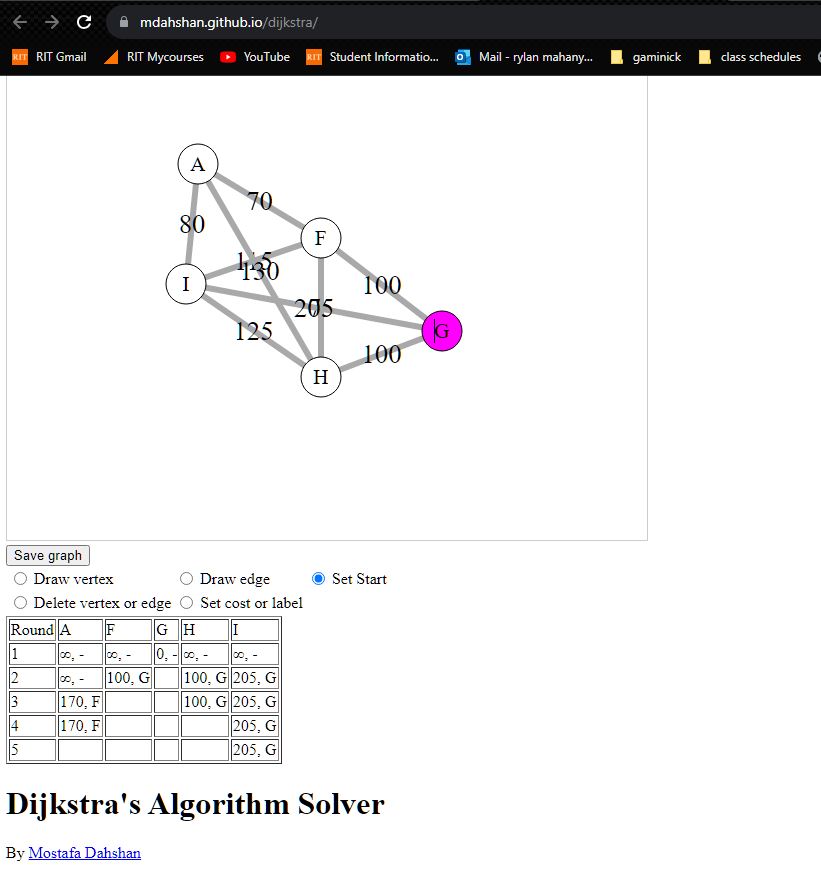 mdahshan.github.io/dijkstra/
RIT Gmail RIT Mycourses YouTube RIT Student Informatio... Mail - rylan mahany... gaminick class schedules
A
70
80
F
130
I
100
125
G
100
H
Save graph
Draw vertex Draw edge Set Start
Delete vertex or edge Set cost or label
Round A F G H I
1 ∞, - ∞, - 0, - ∞, - ∞, -
2 ∞, - 100, G 100, G 205, G
3 170, F 100, G 205, G
4 170, F 205, G
5 205, G
Dijkstra's Algorithm Solver
By Mostafa Dahshan